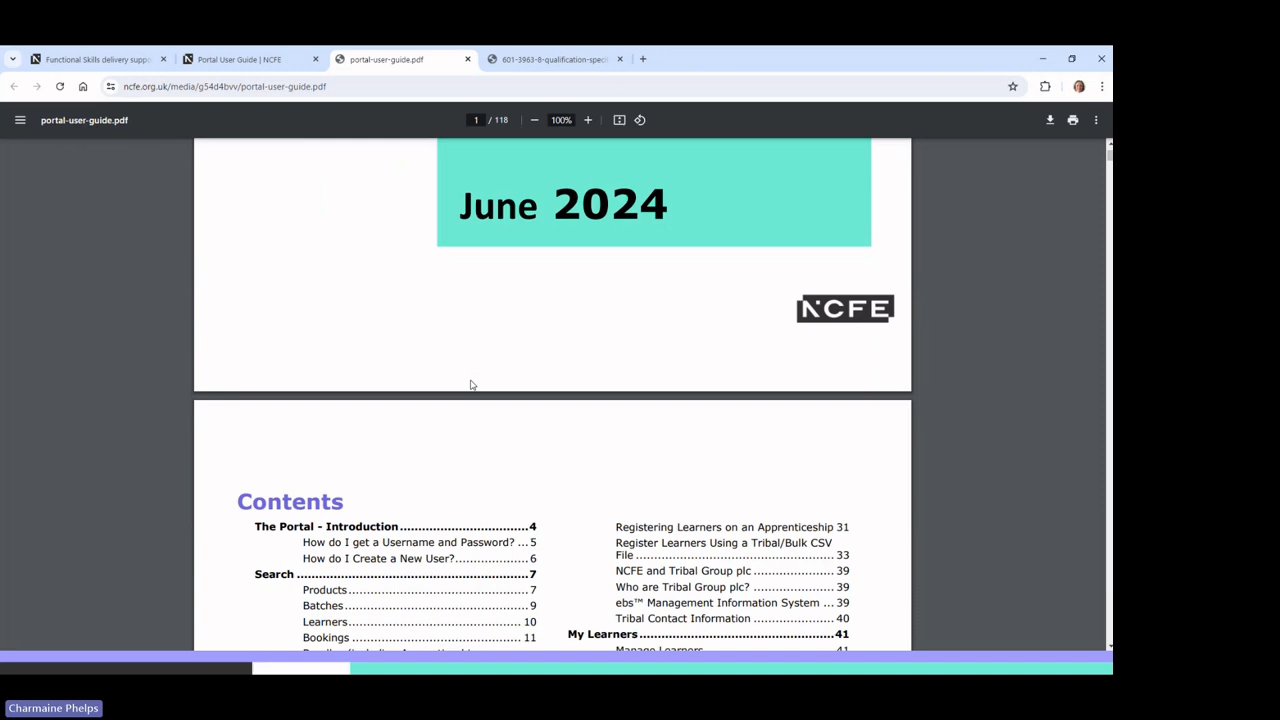 Functional Skills delivery suppo
Portal User Guide | NCFE
portal-user-guide.pdf
601-3963-8-qualification-speci
ncfe.org.uk/media/g54d4bvv/portal-user-guide.pdf
portal-user-guide.pdf
1 / 118
100%
June 2024
NCFE
Contents
The Portal - Introduction..............................4
How do I get a Username and Password? ... 5
How do I Create a New User?..................... 6
Search .......................................................7
Products................................................. 7
Batches.................................................. 9
Learners............................................... 10
Bookings .............................................. 11
Registering Learners on an Apprenticeship 31
Register Learners Using a Tribal/Bulk CSV
File ...................................................... 33
NCFE and Tribal Group plc ...................... 39
Who are Tribal Group plc? ...................... 39
ebs™ Management Information System ... 39
Tribal Contact Information ...................... 40
My Learners..............................................41
Manage Learners................................... 41
Charmaine Phelps